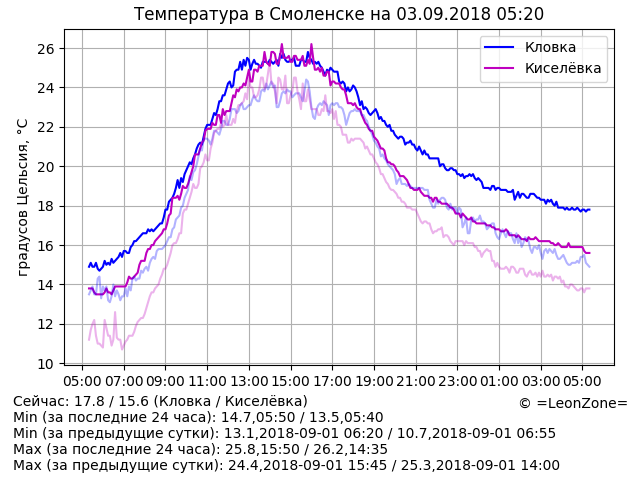 Температура в Смоленске на 03.09.2018 05:20
Кловка
Киселёвка
градусов Цельсия, °C
26
24
22
20
18
16
14
12
10
05:00 07:00 09:00 11:00 13:00 15:00 17:00 19:00 21:00 23:00 01:00 03:00 05:00
Сейчас: 17.8 / 15.6 (Кловка / Киселёвка)
© =LeonZone=
Min (за последние 24 часа): 14.7,05:50 / 13.5,05:40
Min (за предыдущие сутки): 13.1,2018-09-01 06:20 / 10.7,2018-09-01 06:55
Max (за последние 24 часа): 25.8,15:50 / 26.2,14:35
Max (за предыдущие сутки): 24.4,2018-09-01 15:45 / 25.3,2018-09-01 14:00